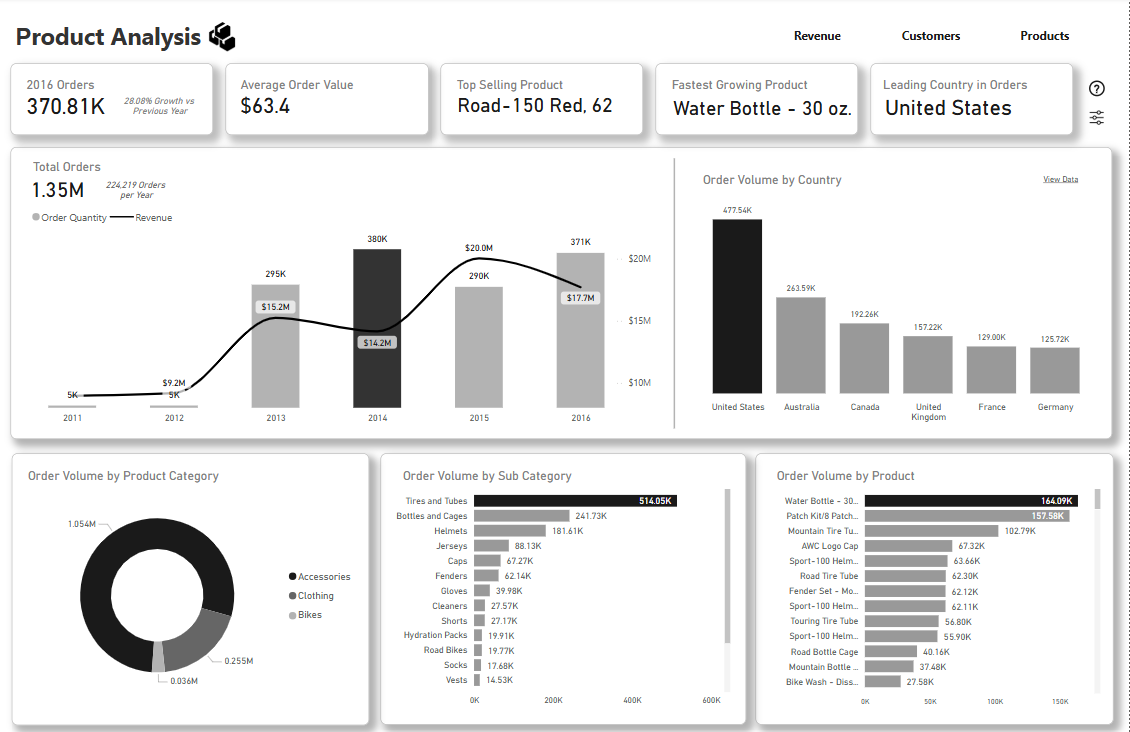 Product Analysis
Revenue
Customers
Products
2016 Orders
370.81K
28.08% Growth vs
Previous Year
Average Order Value
$63.4
Top Selling Product
Road-150 Red, 62
Fastest Growing Product
Water Bottle - 30 oz.
Leading Country in Orders
United States
?
Total Orders
1.35M
224,219 Orders
per Year
Order Quantity
Revenue
5K
$9.2M
5K
295K
$15.2M
380K
$14.2M
$20.0M
290K
371K
$17.7M
$20M
$15M
$10M
2011
2012
2013
2014
2015
2016
Order Volume by Country
View Data
477.54K
263.59K
192.26K
157.22K
129.00K
125.72K
United States
Australia
Canada
United
Kingdom
France
Germany
Order Volume by Product Category
1.054M
0.255M
0.036M
Accessories
Clothing
Bikes
Order Volume by Sub Category
Tires and Tubes 514.05K
Bottles and Cages 241.73K
Helmets 181.61K
Jerseys 88.13K
Caps 67.27K
Fenders 62.14K
Gloves 39.98K
Cleaners 27.57K
Shorts 27.17K
Hydration Packs 19.91K
Road Bikes 19.77K
Socks 17.68K
Vests 14.53K
0K 200K 400K 600K
Order Volume by Product
Water Bottle - 30... 164.09K
Patch Kit/8 Patch... 157.58K
Mountain Tire Tu... 102.79K
AWC Logo Cap 67.32K
Sport-100 Helm... 63.66K
Road Tire Tube 62.30K
Fender Set - Mo... 62.12K
Sport-100 Helm... 62.11K
Touring Tire Tube 56.80K
Sport-100 Helm... 55.90K
Road Bottle Cage 40.16K
Mountain Bottle ... 37.48K
Bike Wash - Diss... 27.58K
0K 50K 100K 150K